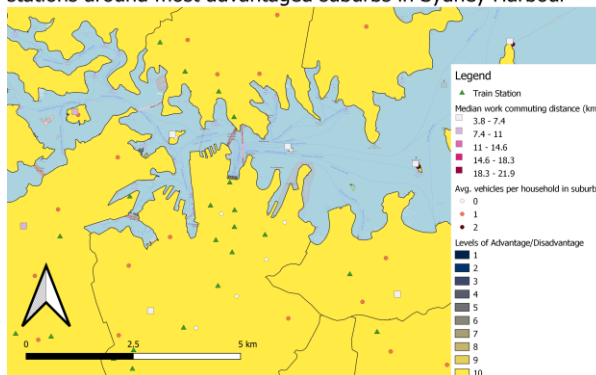 stations around most advantaged suburbs in Sydney Harbour
Legend
Train Station
Median work commuting distance (km
3.8 - 7.4
7.4 - 11
11 - 14.6
14.6 - 18.3
18.3 - 21.9
Avg. vehicles per household in suburb
0
1
2
Levels of Advantage/Disadvantage
1
2
3
4
5
6
7
8
9
10
0 2.5 5 km